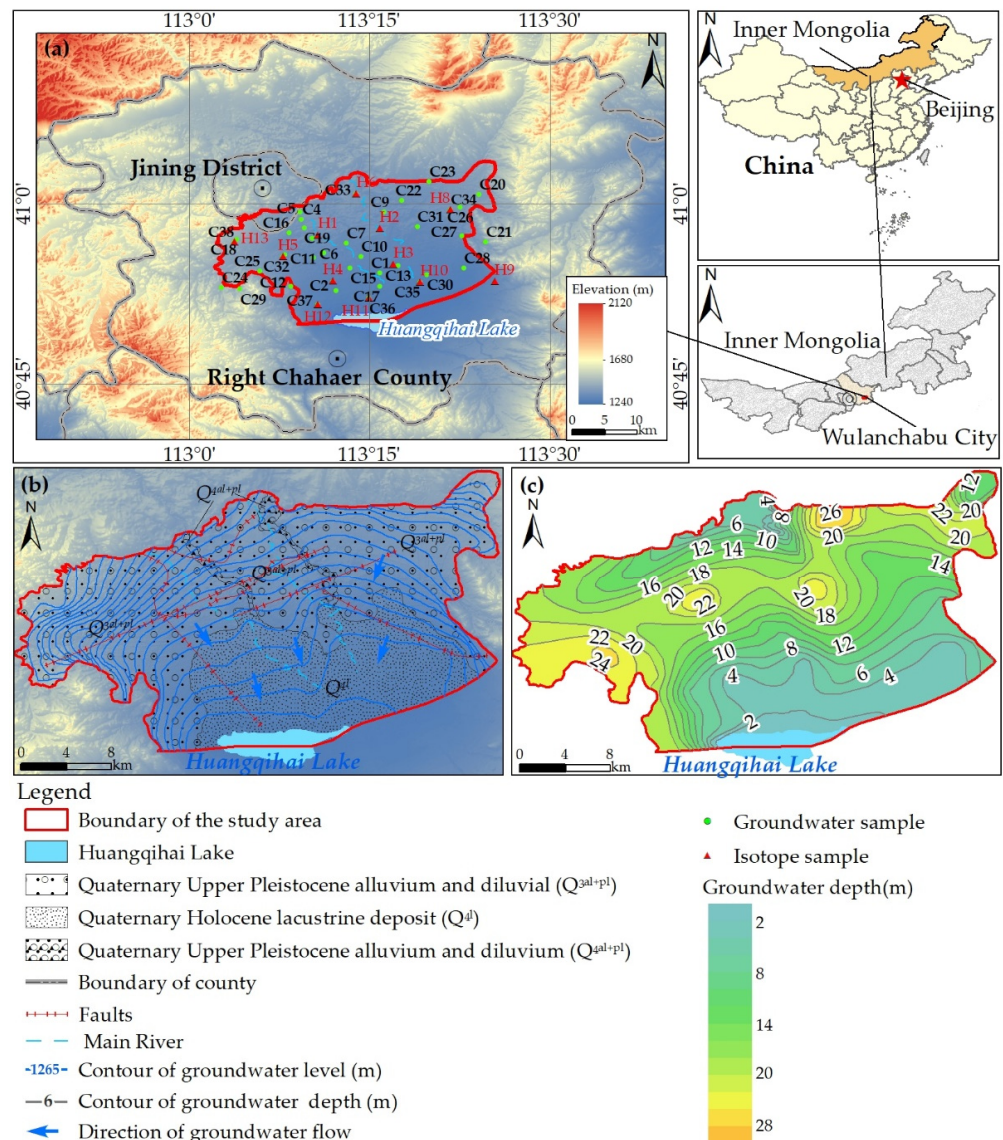 113°0'
113°15'
113°30'
(a)
N
Jining District
41°0'
40°45'
C23
C20
C33
H
C22
H8
C34
C5
C4
C9
C26
C16
H1
H2
C31
C38
H13
C19
C7
C27
C21
C18
H5
C6
C10
H3
C25
C11
C1
C28
C32
H4
C15
C13
H10
H9
C24
C12
C2
C30
C29
C37
C17
C35
H12
H11
C36
Huangqihai Lake
Right Chahaer County
Elevation (m)
2120
1680
1240
0 5 10
km
113°0'
113°15'
113°30'
N
Inner Mongolia
Beijing
China
N
Inner Mongolia
Wulanchabu City
(b)
N
Q4al+pl
Q3al+pl
Q3al+pl
Q3al+pl
Q4l
0 4 8
km
Huangqihai Lake
(c)
N
4
8
6
10
12
14
16
18
20
22
26
20
12
22
20
20
14
20
18
22
20
24
16
10
8
12
4
6
4
2
0 4 8
km
Huangqihai Lake
Legend
Boundary of the study area
Huangqihai Lake
Quaternary Upper Pleistocene alluvium and diluvial (Q3al+pl)
Quaternary Holocene lacustrine deposit (Q4l)
Quaternary Upper Pleistocene alluvium and diluvium (Q4al+pl)
Boundary of county
Faults
Main River
-1265- Contour of groundwater level (m)
—6— Contour of groundwater depth (m)
Direction of groundwater flow
Groundwater sample
Isotope sample
Groundwater depth(m)
2
8
14
20
28